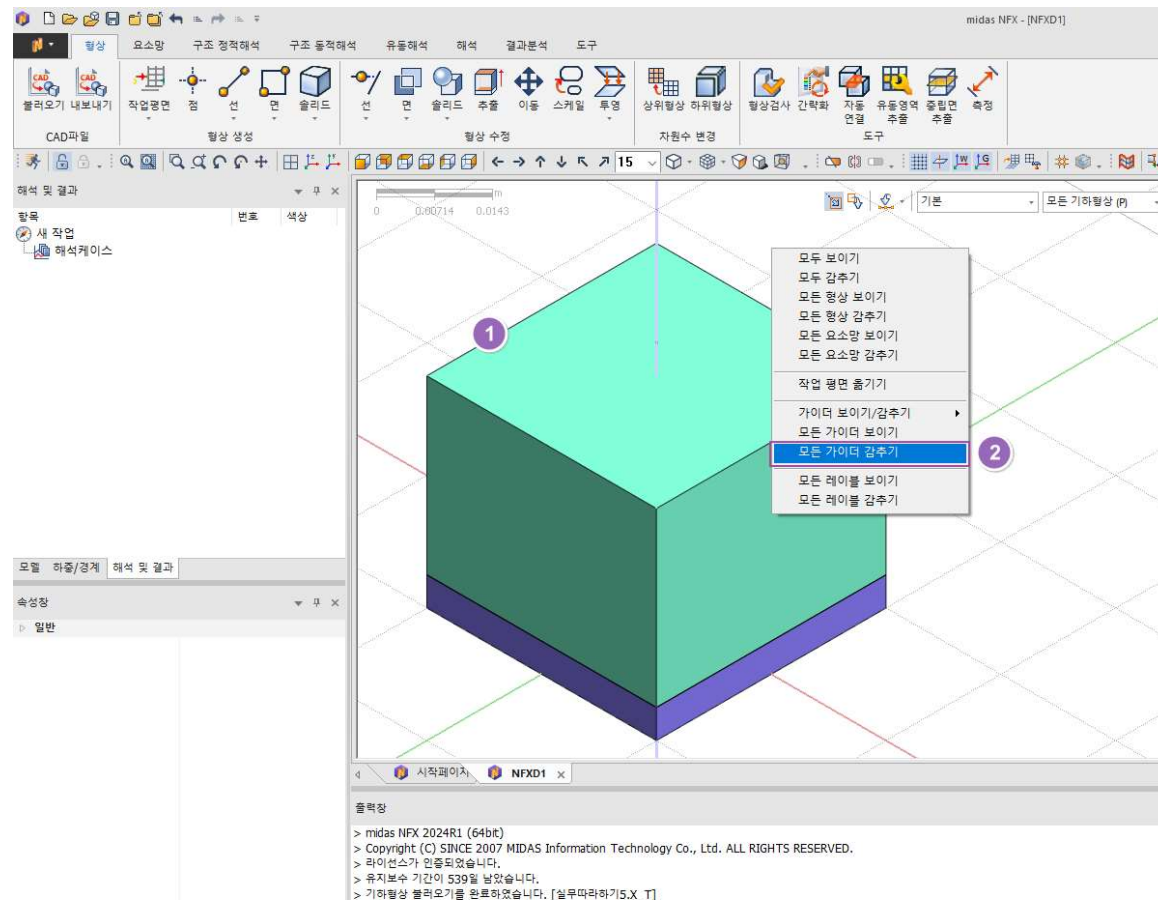 midas NFX - [NFXD1]
형상 요소망 구조 정적해석 구조 동적해석 유동해석 해석 결과분석 도구
CAD CAD
불러오기 내보내기 작업평면 점 선 면 솔리드 선 면 솔리드 추출 이동 스케일 투영 상위형상 하위형상 형상검사 간략화 자동 유동영역 중립면 측정
연결 추출 추출
CAD파일 형상 생성 형상 수정 차원수 변경 도구
15
해석 및 결과
항목 번호 색상
새 작업
해석케이스
m
0 0.00714 0.0143
기본 모든 기하형상 (P)
모두 보이기
모두 감추기
모든 형상 보이기
모든 형상 감추기
모든 요소망 보이기
모든 요소망 감추기
작업 평면 옮기기
가이더 보이기/감추기
모든 가이더 보이기
모든 가이더 감추기
모든 레이블 보이기
모든 레이블 감추기
1
2
모델 하중/경계 해석 및 결과
속성창
일반
시작페이지 NFXD1
출력창
> midas NFX 2024R1 (64bit)
> Copyright (C) SINCE 2007 MIDAS Information Technology Co., Ltd. ALL RIGHTS RESERVED.
> 라이선스가 인증되었습니다.
> 유지보수 기간이 539일 남았습니다.
> 기하형상 불러오기를 완료하였습니다. [실무따라하기5.X_T]